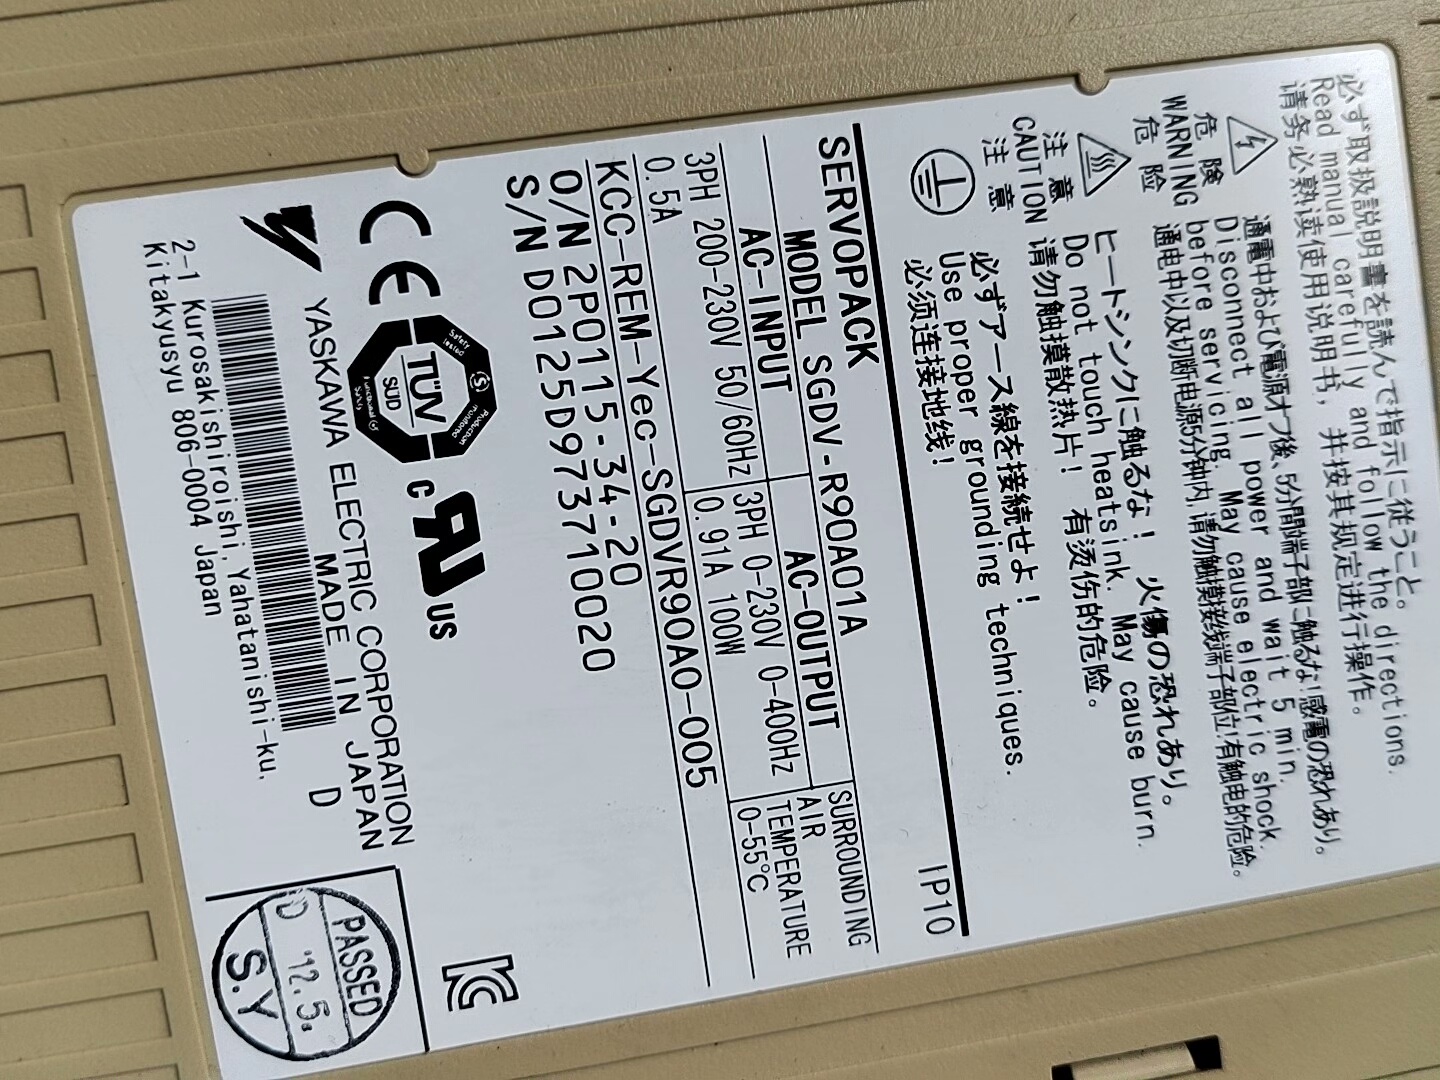 必ず取扱説明書を読んで指示に従うこと。
Read manual carefully and follow the directions.
请务必熟读使用说明书，并按其规定进行操作。
危険
WARNING
危险
通電中および電源オフ後、5分間端子部に触るな!感電の恐れあり。
Disconnect all power and wait 5 min.
before servicing. May cause electric shock.
通电中以及切断电源5分钟内,请勿触摸接线端子部位!有触电的危险。
注意
CAUTION
注意
ヒートシンクに触るな! 火傷の恐れあり。
Do not touch heatsink. May cause burn.
请勿触摸散热片! 有烫伤的危险。
必ずアース線を接続せよ!
Use proper grounding techniques.
必须连接地线!
IP10
SERVOPACK
MODEL SGDV-R90A01A
AC-INPUT
AC-OUTPUT
SURROUNDING
AIR
TEMPERATURE
0-55℃
3PH 200-230V 50/60Hz
0.5A
3PH 0-230V 0-400Hz
0.91A 100W
KCC-REM-Yec-SGDVR90A0-005
O/N 2P0115-34-20
S/N D0125D973710020
CE
TÜV
SÜD
Safety
tested
Production
monitored
C US
KC
YASKAWA ELECTRIC CORPORATION
MADE IN JAPAN
D
2-1 Kurosakishiroishi, Yahatanishi-ku,
Kitakyusyu 806-0004 Japan
PASSED
D '12.5.
S.Y